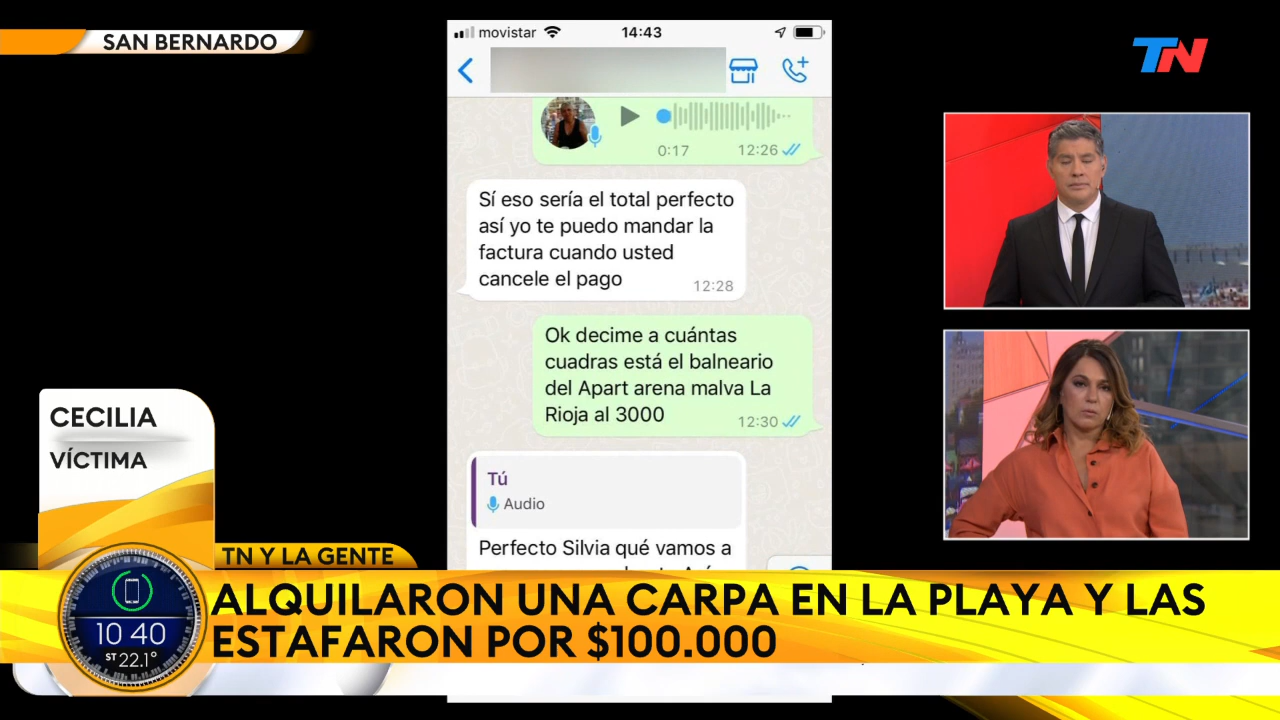 SAN BERNARDO
movistar
14:43
TN
0:17
12:26
Sí eso sería el total perfecto
así yo te puedo mandar la
factura cuando usted
cancele el pago
12:28
Ok decime a cuántas
cuadras está el balneario
del Apart arena malva La
Rioja al 3000
12:30
Tú
Audio
Perfecto Silvia qué vamos a
CECILIA
VÍCTIMA
TN Y LA GENTE
ALQUILARON UNA CARPA EN LA PLAYA Y LAS
ESTAFARON POR $100.000
10 40
ST 22.1°